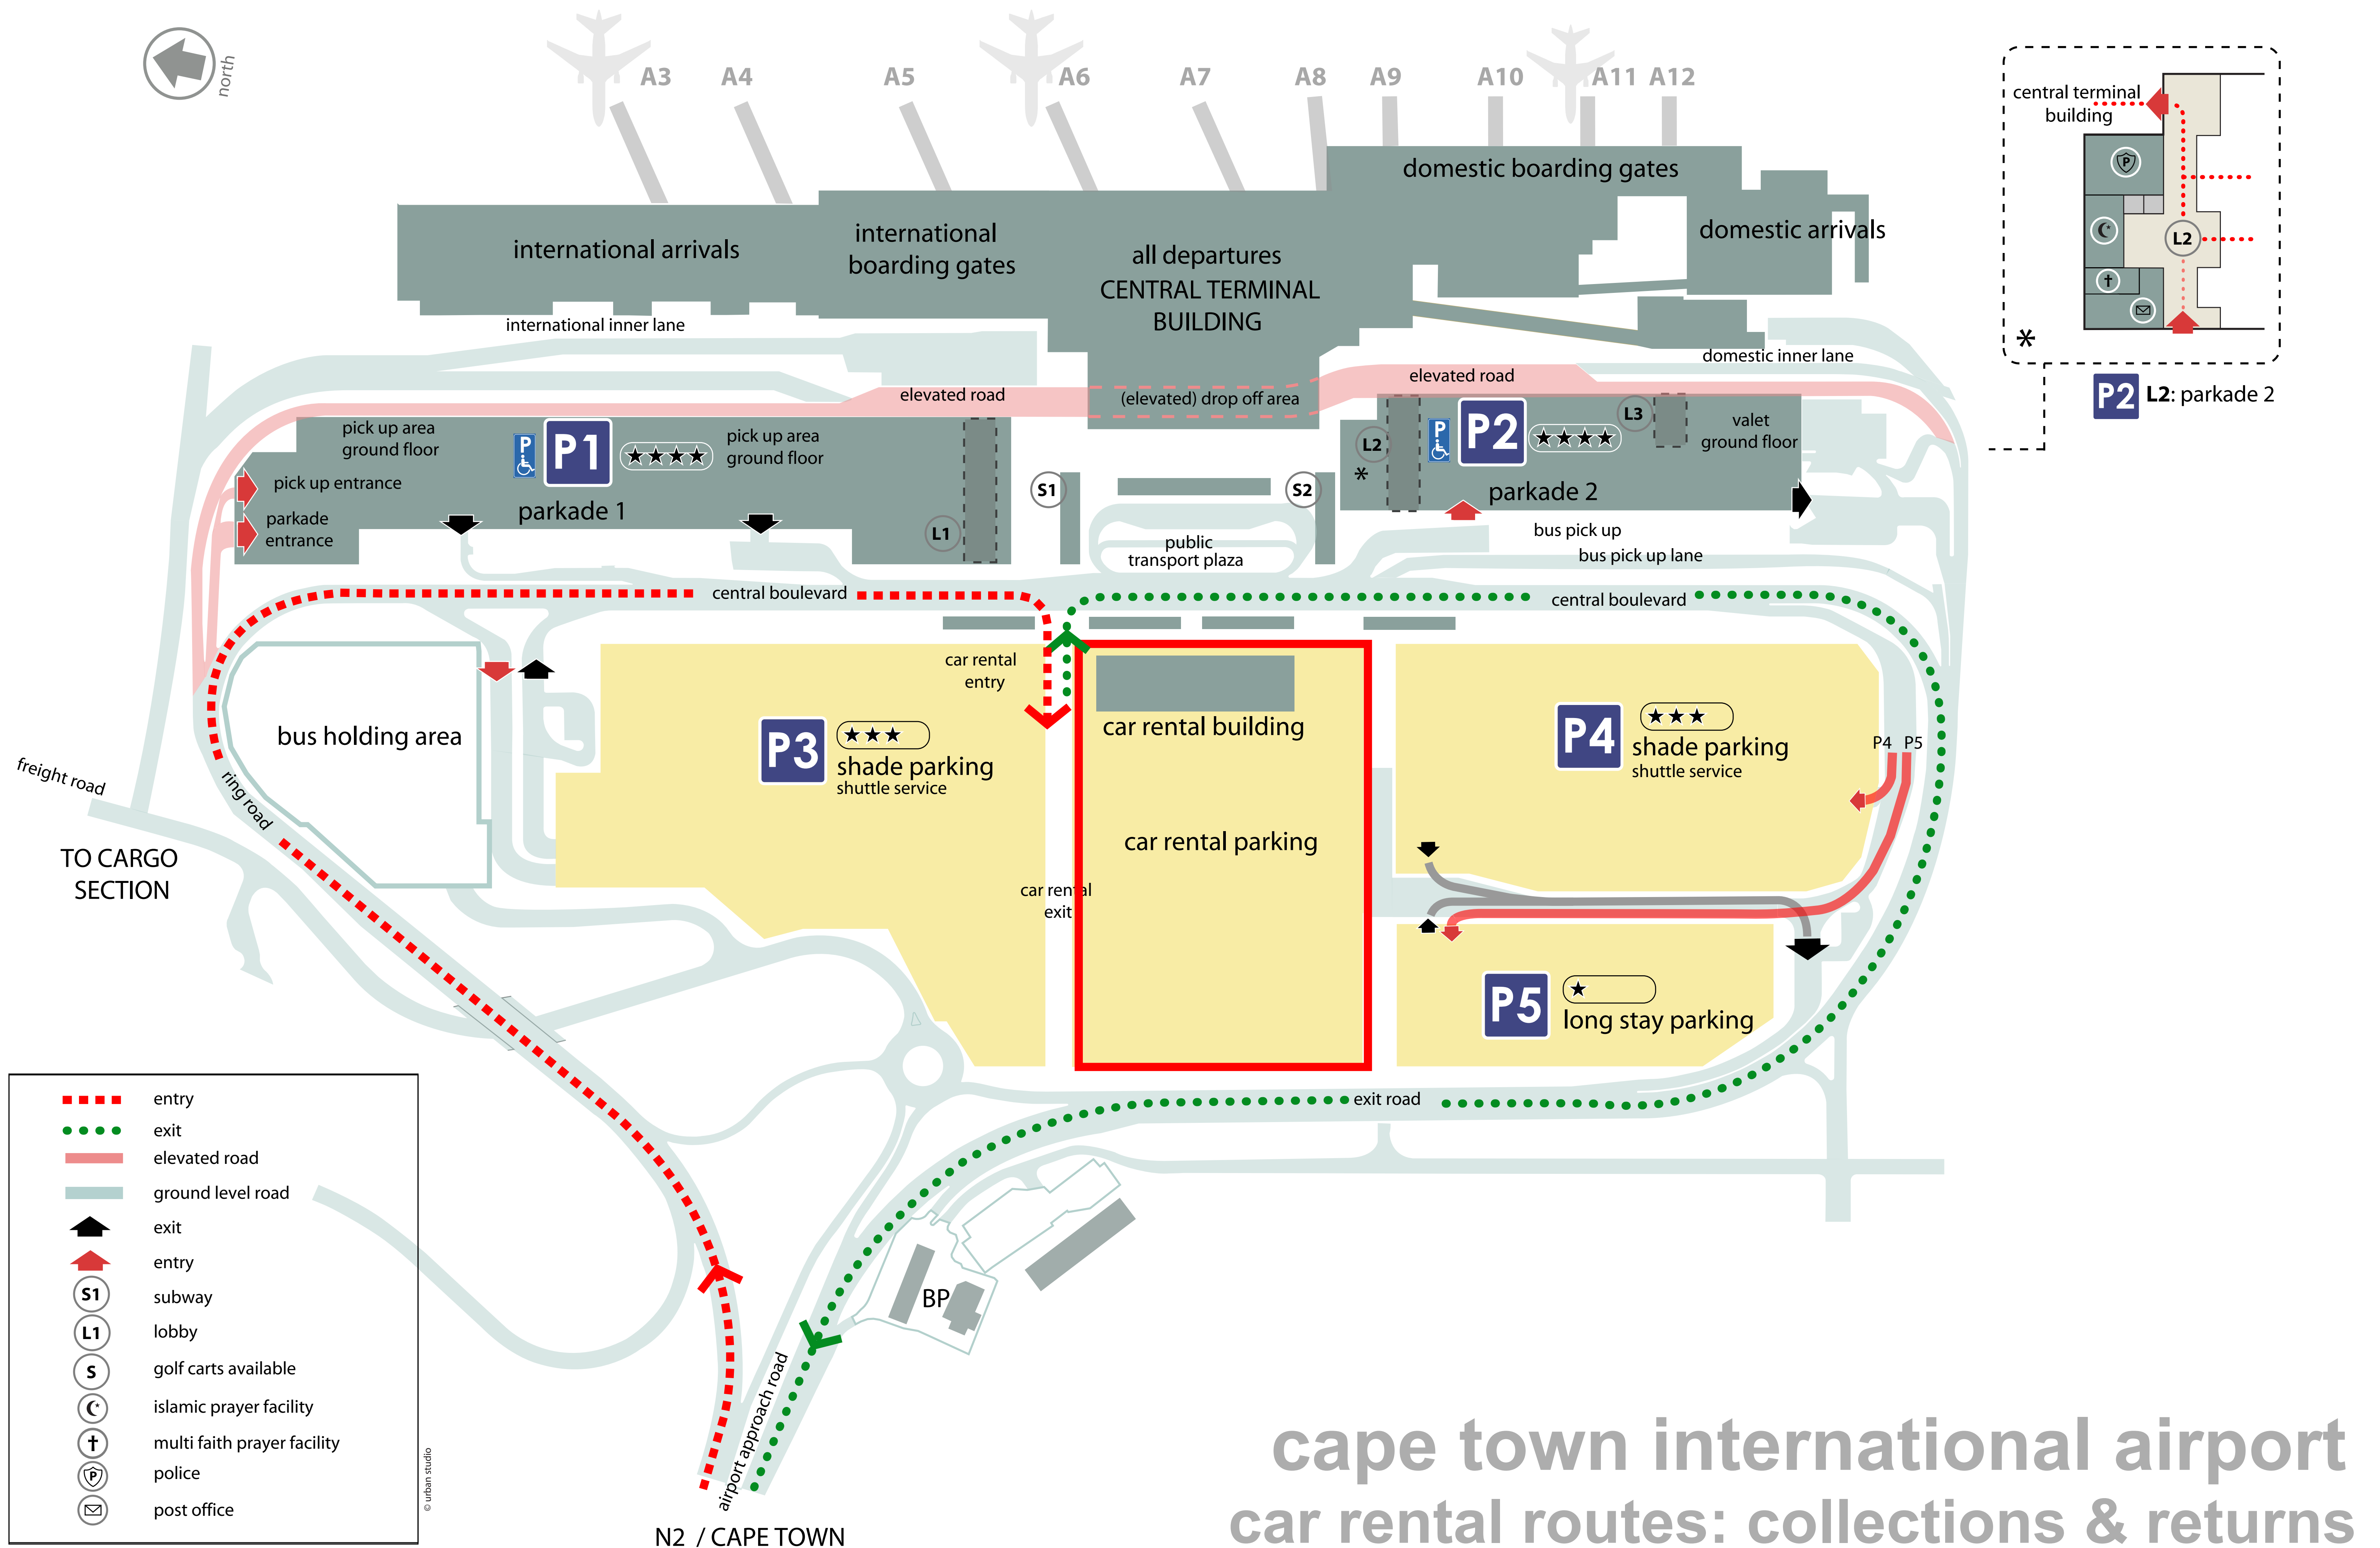 north
A3
A4
A5
A6
A7
A8
A9
A10
A11
A12
central terminal
building
P
L2
*
P2 L2: parkade 2
domestic boarding gates
domestic arrivals
international arrivals
international
boarding gates
all departures
CENTRAL TERMINAL
BUILDING
international inner lane
domestic inner lane
elevated road
(elevated) drop off area
elevated road
pick up area
ground floor
P
P1
pick up area
ground floor
pick up entrance
parkade
entrance
parkade 1
L1
S1
S2
L2
*
P
P2
L3
valet
ground floor
parkade 2
public
transport plaza
bus pick up
bus pick up lane
central boulevard
central boulevard
car rental
entry
car rental building
car rental parking
car rental
exit
bus holding area
P3
shade parking
shuttle service
P4
shade parking
shuttle service
P4 P5
P5
long stay parking
freight road
ring road
TO CARGO
SECTION
exit road
BP
airport approach road
N2 / CAPE TOWN
entry
exit
elevated road
ground level road
exit
entry
S1 subway
L1 lobby
S golf carts available
islamic prayer facility
multi faith prayer facility
P police
post office
© urban studio
cape town international airport
car rental routes: collections & returns